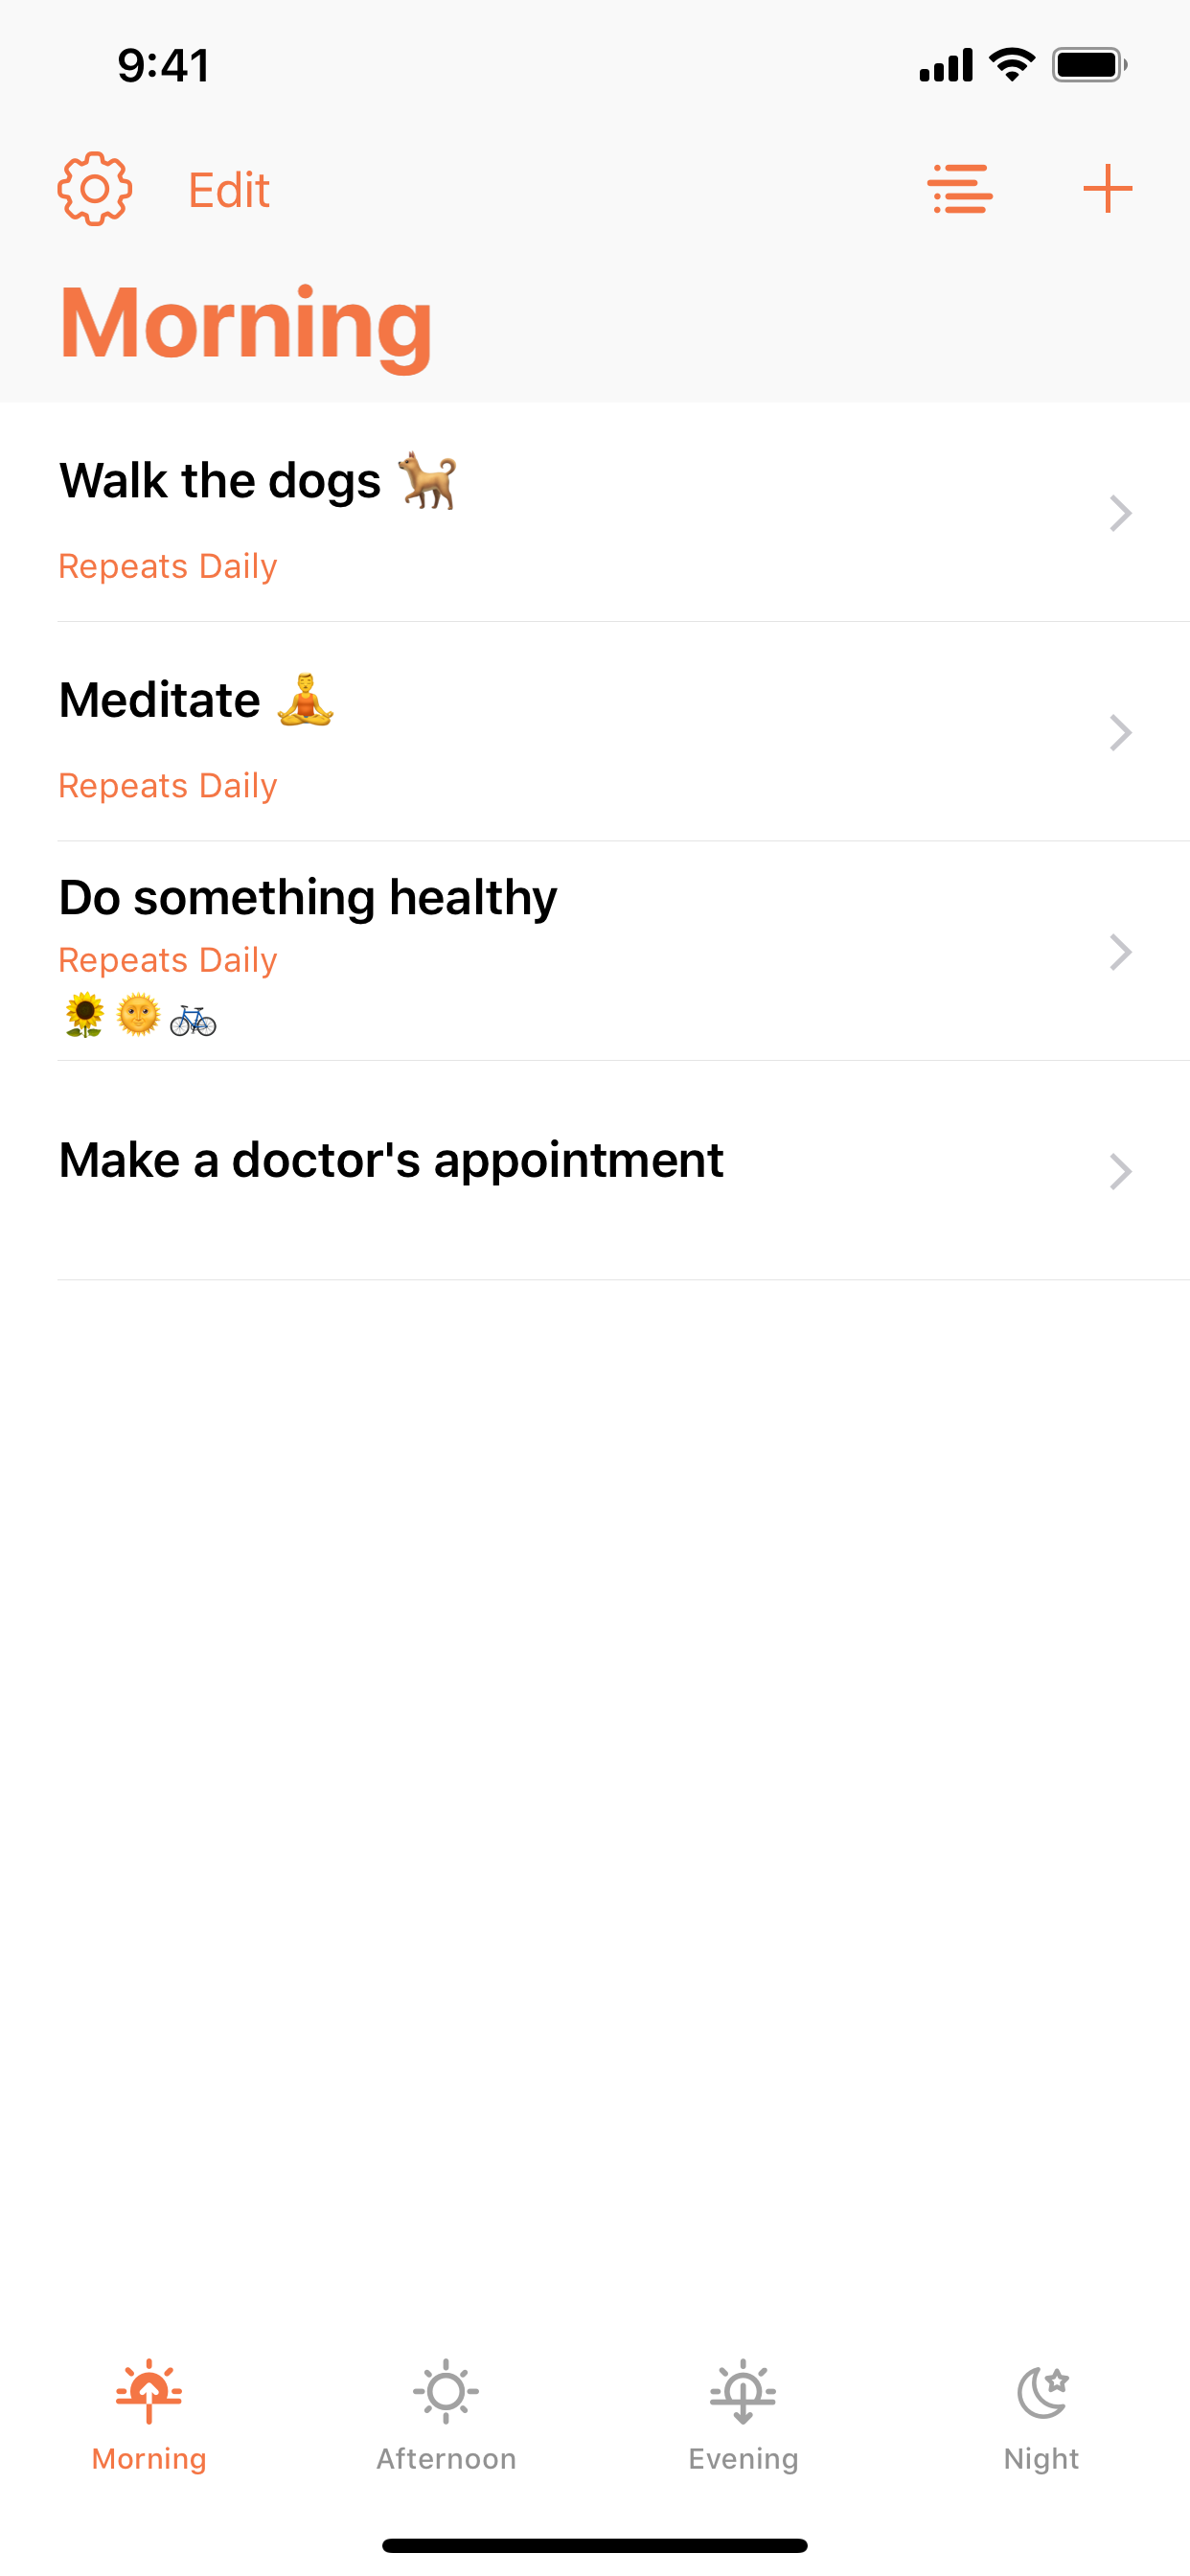 9:41
Edit
Morning
Walk the dogs 🐕
Repeats Daily
Meditate 🧘‍♂️
Repeats Daily
Do something healthy
Repeats Daily
🌻🌞🚲
Make a doctor's appointment
Morning Afternoon Evening Night